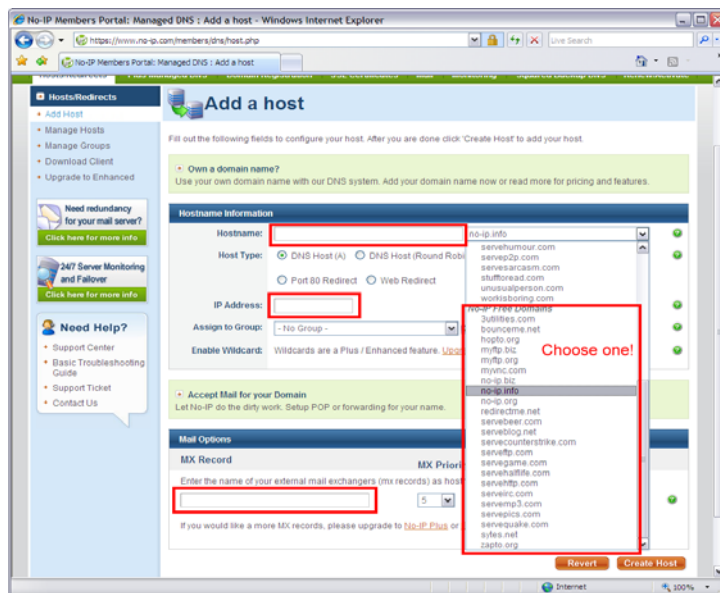 No-IP Members Portal: Managed DNS : Add a host - Windows Internet Explorer
https://www.no-ip.com/members/dns/host.php
Live Search
No-IP Members Portal: Managed DNS : Add a host
Hosts/Redirects
Add Host
Manage Hosts
Manage Groups
Download Client
Upgrade to Enhanced
Need redundancy
for your mail server?
Click here for more info
24/7 Server Monitoring
and Failover
Click here for more info
Need Help?
Support Center
Basic Troubleshooting
Guide
Support Ticket
Contact Us
Add a host
Fill out the following fields to configure your host. After you are done click 'Create Host' to add your host.
Own a domain name?
Use your own domain name with our DNS system. Add your domain name now or read more for pricing and features.
Hostname Information
Hostname:
no-ip.info
Host Type:
DNS Host (A) DNS Host (Round Robi
Port 80 Redirect Web Redirect
IP Address:
Assign to Group: - No Group -
Enable Wildcard: Wildcards are a Plus / Enhanced feature.
servehumour.com
servep2p.com
servesarcasm.com
stufftoread.com
unusualperson.com
workisboring.com
No-IP Free Domains
3utilities.com
bounceme.net
hopto.org
myftp.biz
myftp.org
myvnc.com
no-ip.biz
no-ip.info
no-ip.org
redirectme.net
servebeer.com
serveblog.net
servecounterstrike.com
serveftp.com
servegame.com
servehalflife.com
servehttp.com
serveirc.com
servemp3.com
servepics.com
servequake.com
sytes.net
zapto.org
Choose one!
Accept Mail for your Domain
Let No-IP do the dirty work. Setup POP or forwarding for your name.
Mail Options
MX Record MX Priori
Enter the name of your external mail exchangers (mx records) as host
5
If you would like a more MX records, please upgrade to No-IP Plus or
Revert Create Host
Internet 100%